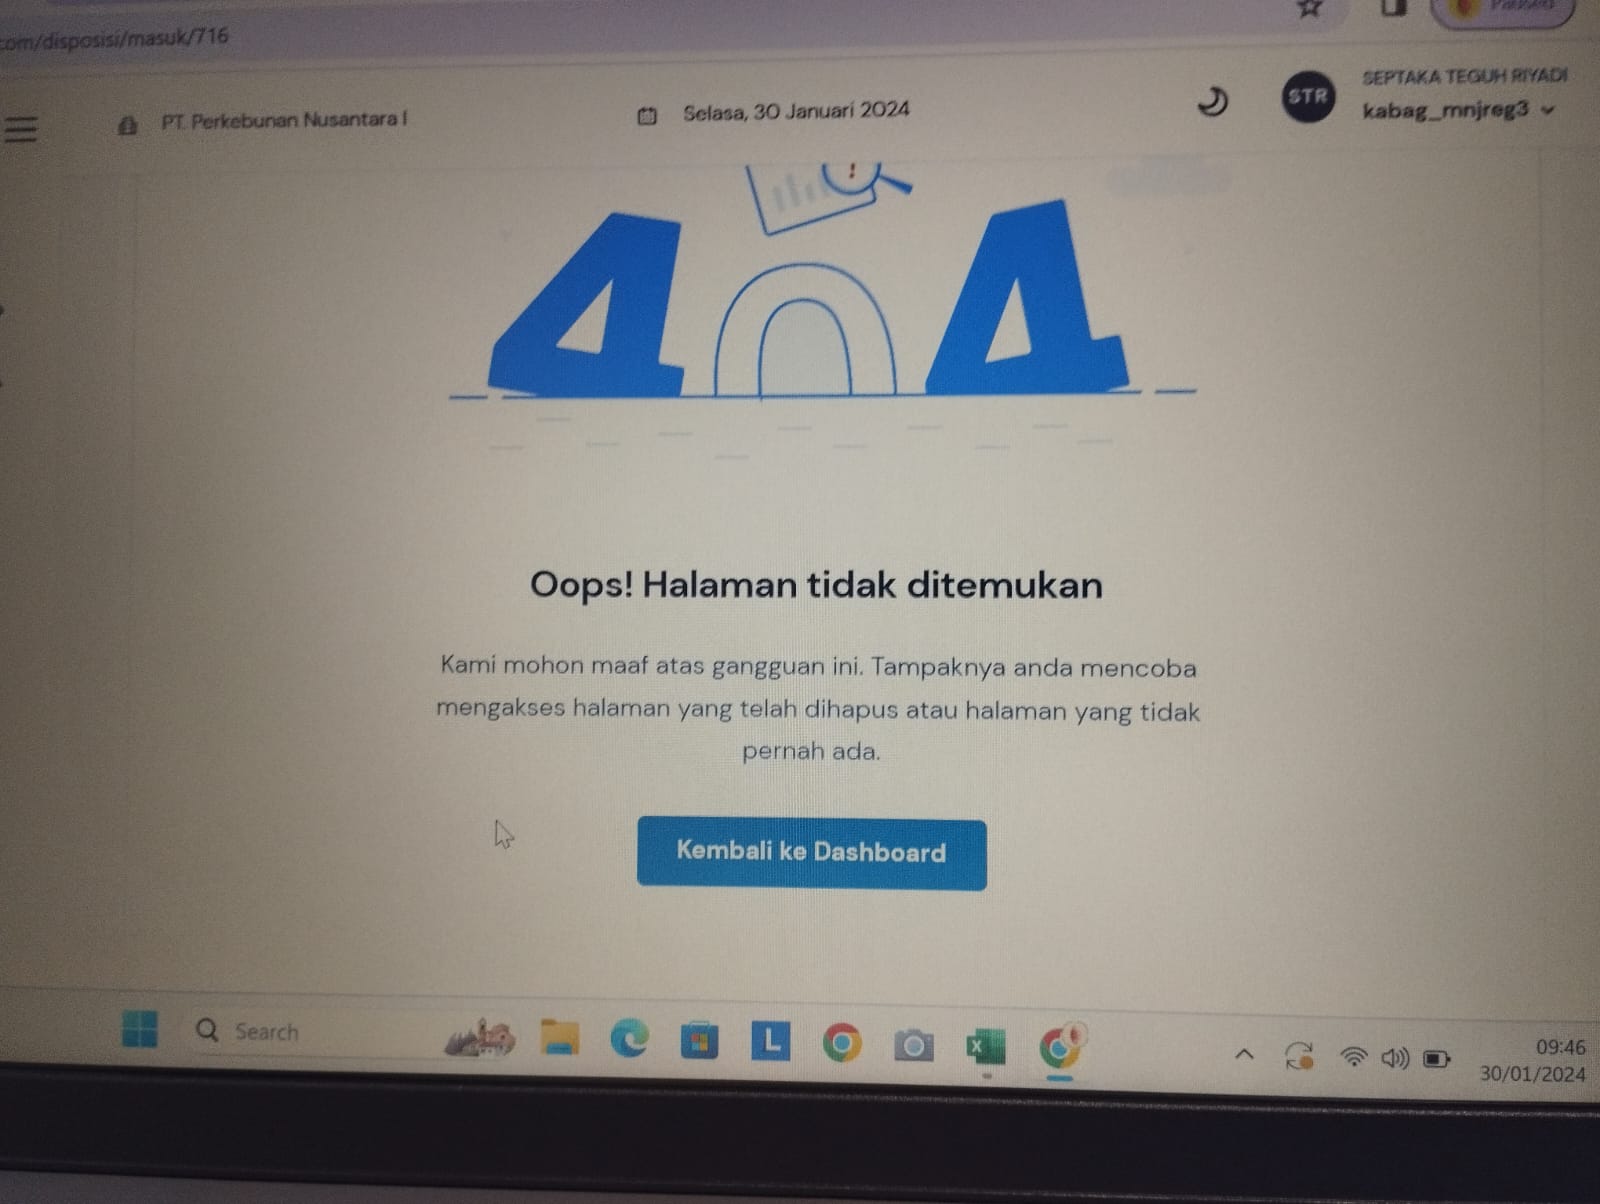 com/disposisi/masuk/716
Paused
PT. Perkebunan Nusantara I
Selasa, 30 Januari 2024
STR
SEPTAKA TEGUH RIYADI
kabag_mnjreg3
!
404
Oops! Halaman tidak ditemukan
Kami mohon maaf atas gangguan ini. Tampaknya anda mencoba
mengakses halaman yang telah dihapus atau halaman yang tidak
pernah ada.
Kembali ke Dashboard
Search
L
X
09:46
30/01/2024